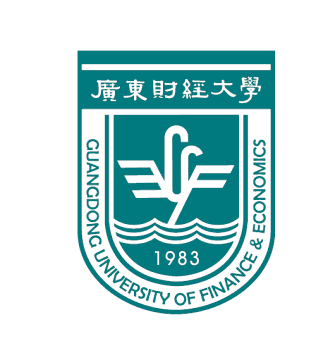 廣東財經大學
GUANGDONG UNIVERSITY OF FINANCE & ECONOMICS
1983